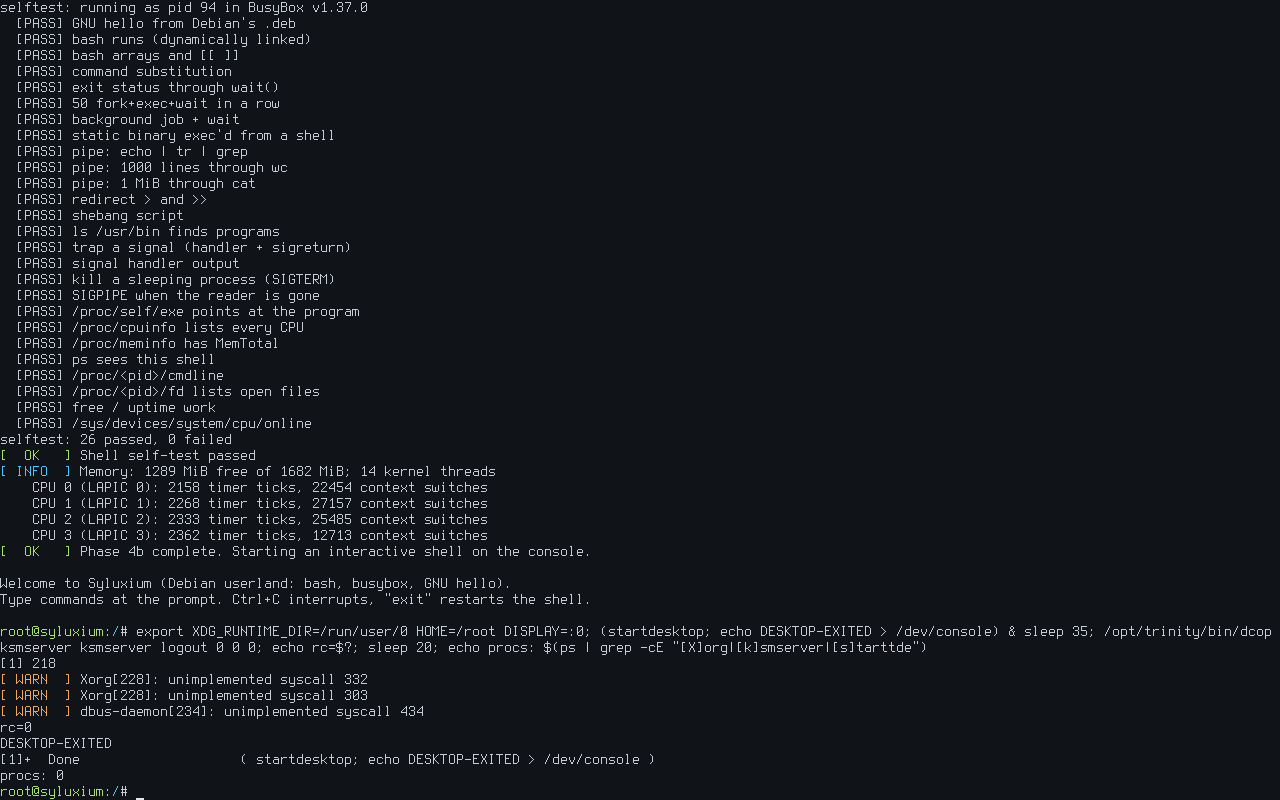 selftest: running as pid 94 in BusyBox v1.37.0
  [PASS] GNU hello from Debian's .deb
  [PASS] bash runs (dynamically linked)
  [PASS] bash arrays and [[ ]]
  [PASS] command substitution
  [PASS] exit status through wait()
  [PASS] 50 fork+exec+wait in a row
  [PASS] background job + wait
  [PASS] static binary exec'd from a shell
  [PASS] pipe: echo | tr | grep
  [PASS] pipe: 1000 lines through wc
  [PASS] pipe: 1 MiB through cat
  [PASS] redirect > and >>
  [PASS] shebang script
  [PASS] ls /usr/bin finds programs
  [PASS] trap a signal (handler + sigreturn)
  [PASS] signal handler output
  [PASS] kill a sleeping process (SIGTERM)
  [PASS] SIGPIPE when the reader is gone
  [PASS] /proc/self/exe points at the program
  [PASS] /proc/cpuinfo lists every CPU
  [PASS] /proc/meminfo has MemTotal
  [PASS] ps sees this shell
  [PASS] /proc/<pid>/cmdline
  [PASS] /proc/<pid>/fd lists open files
  [PASS] free / uptime work
  [PASS] /sys/devices/system/cpu/online
selftest: 26 passed, 0 failed
[  OK   ] Shell self-test passed
[ INFO  ] Memory: 1289 MiB free of 1682 MiB; 14 kernel threads
    CPU 0 (LAPIC 0): 2158 timer ticks, 22454 context switches
    CPU 1 (LAPIC 1): 2268 timer ticks, 27157 context switches
    CPU 2 (LAPIC 2): 2333 timer ticks, 25485 context switches
    CPU 3 (LAPIC 3): 2362 timer ticks, 12713 context switches
[  OK   ] Phase 4b complete. Starting an interactive shell on the console.

Welcome to Syluxium (Debian userland: bash, busybox, GNU hello).
Type commands at the prompt. Ctrl+C interrupts, "exit" restarts the shell.

root@syluxium:/# export XDG_RUNTIME_DIR=/run/user/0 HOME=/root DISPLAY=:0; (startdesktop; echo DESKTOP-EXITED > /dev/console) & sleep 35; /opt/trinity/bin/dcop
ksmserver ksmserver logout 0 0 0; echo rc=$?; sleep 20; echo procs: $(ps | grep -cE "[X]org|[k]smserver|[s]tarttde")
[1] 218
[ WARN  ] Xorg[228]: unimplemented syscall 332
[ WARN  ] Xorg[228]: unimplemented syscall 303
[ WARN  ] dbus-daemon[234]: unimplemented syscall 434
rc=0
DESKTOP-EXITED
[1]+  Done                    ( startdesktop; echo DESKTOP-EXITED > /dev/console )
procs: 0
root@syluxium:/#